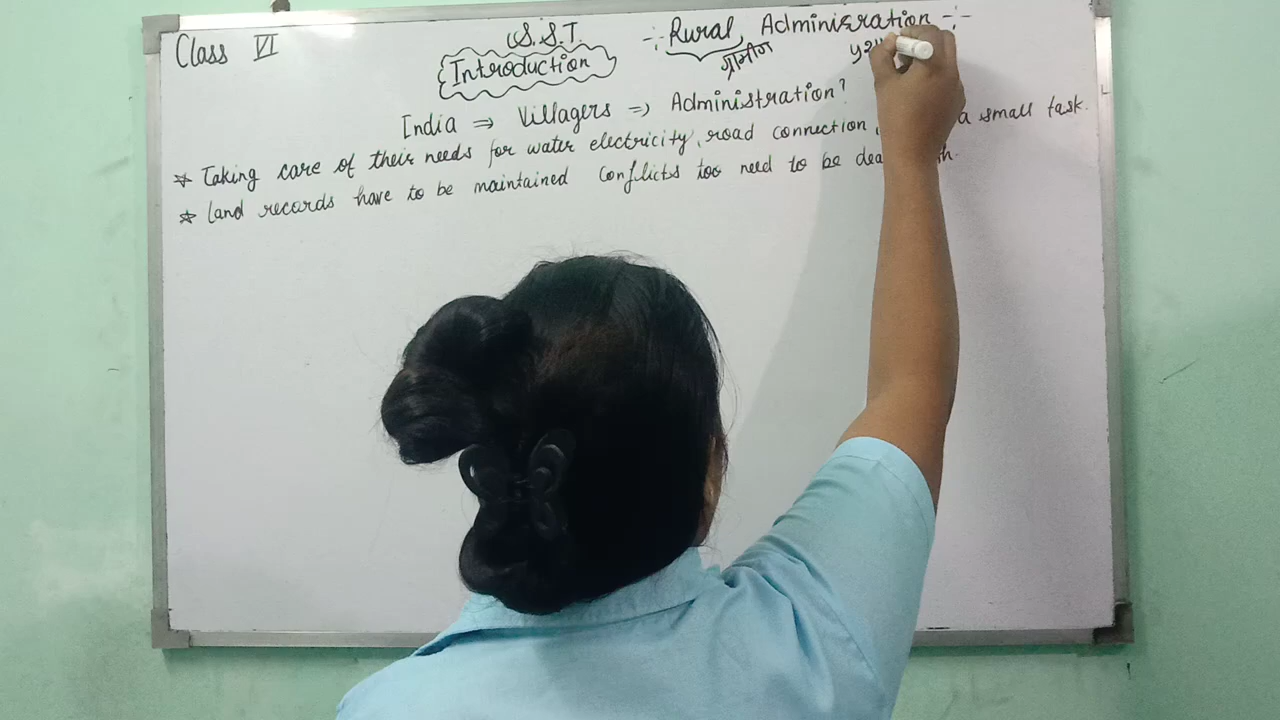 Class VI S.S.T. -:- Rural Administration -:-
Introduction ग्रामीण
India ⇒ Villagers ⇒ Administration?
* Taking care of their needs for water electricity, road connection a small task.
* Land records have to be maintained Conflicts too need to be